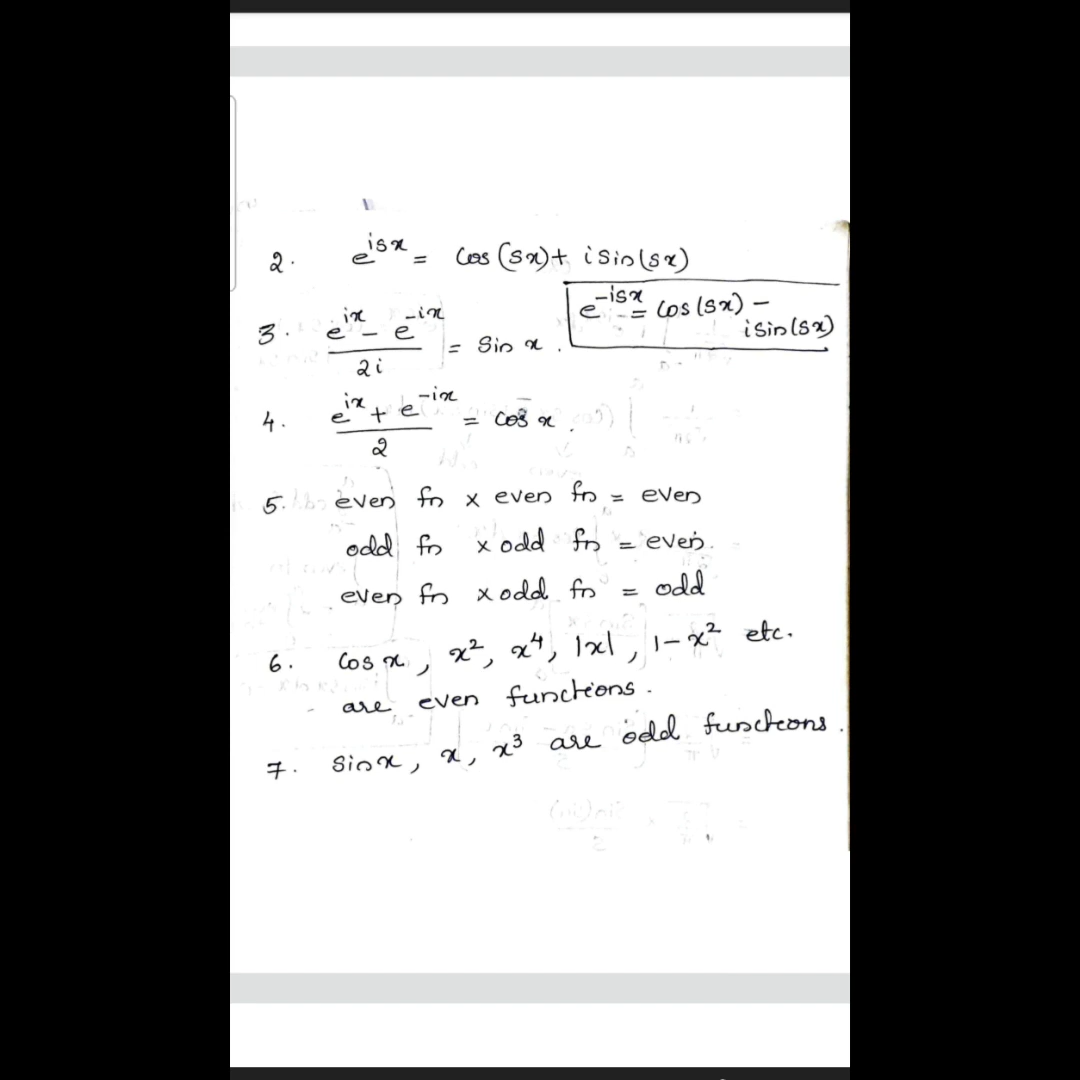 2. e^{isx} = cos(sx) + i sin(sx)
e^{-isx} = cos(sx) -
i sin(sx)
3. (e^{ix} - e^{-ix})/2i = sin x.
4. (e^{ix} + e^{-ix})/2 = cos x.
5. even fn x even fn = even
odd fn x odd fn = even.
even fn x odd fn = odd
6. cos x, x², x⁴, |x|, 1-x² etc.
are even functions.
7. sinx, x, x³ are odd functions.